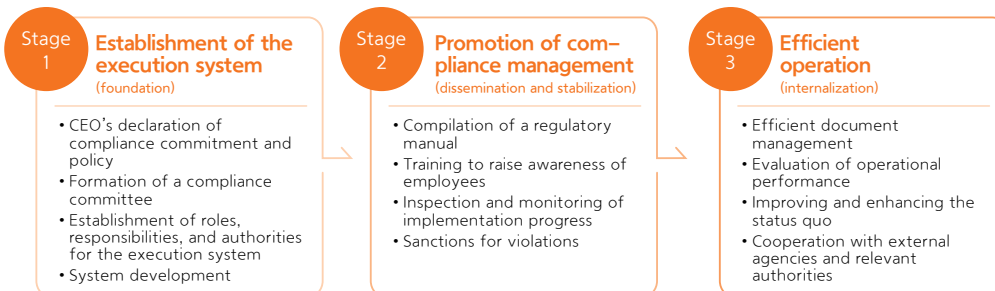 Stage
1
Establishment of the
execution system
(foundation)
• CEO's declaration of
compliance commitment and
policy
• Formation of a compliance
committee
• Establishment of roles,
responsibilities, and authorities
for the execution system
• System development
Stage
2
Promotion of com–
pliance management
(dissemination and stabilization)
• Compilation of a regulatory
manual
• Training to raise awareness of
employees
• Inspection and monitoring of
implementation progress
• Sanctions for violations
Stage
3
Efficient
operation
(internalization)
• Efficient document
management
• Evaluation of operational
performance
• Improving and enhancing the
status quo
• Cooperation with external
agencies and relevant
authorities